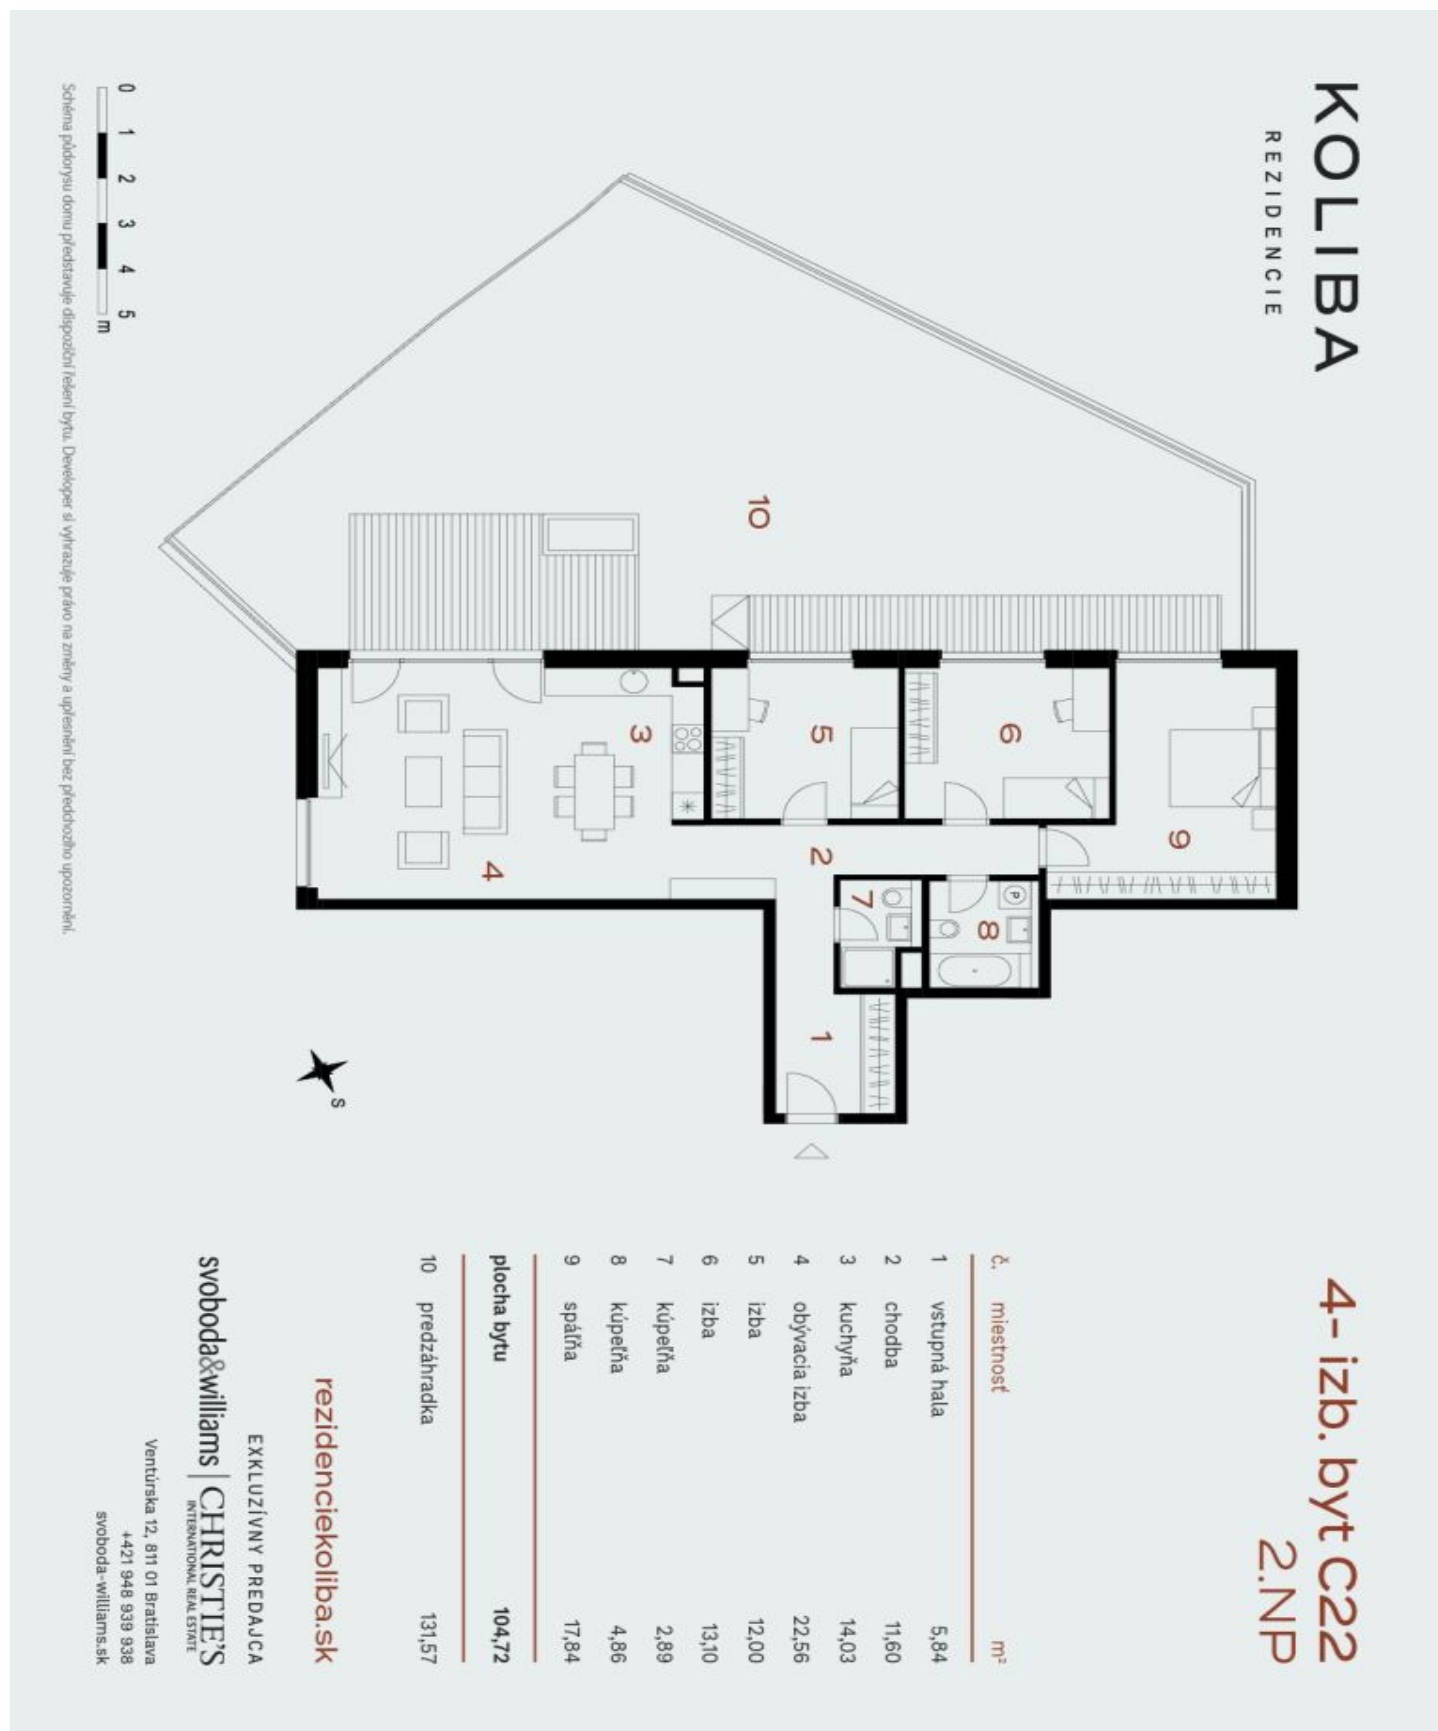 KOLIBA
REZIDENCIE
4- izb. byt C22
2.NP
č. miestnosť m²
1 vstupná hala 5,84
2 chodba 11,60
3 kuchyňa 14,03
4 obývacia izba 22,56
5 izba 12,00
6 izba 13,10
7 kúpeľňa 2,89
8 kúpeľňa 4,86
9 spáľňa 17,84
plocha bytu 104,72
10 predzáhradka 131,57
10
9
6
5
3
8
7
2
4
P
1
S
rezidenciekoliba.sk
EXKLUZÍVNY PREDAJCA
svoboda&williams | CHRISTIE'S
INTERNATIONAL REAL ESTATE
Ventúrska 12, 811 01 Bratislava
+421 948 939 938
svoboda-williams.sk
0 1 2 3 4 5
m
Schéma půdorysu domu představuje dispoziční řešení bytu. Developer si vyhrazuje právo na změny a upřesnění bez předchozího upozornění.